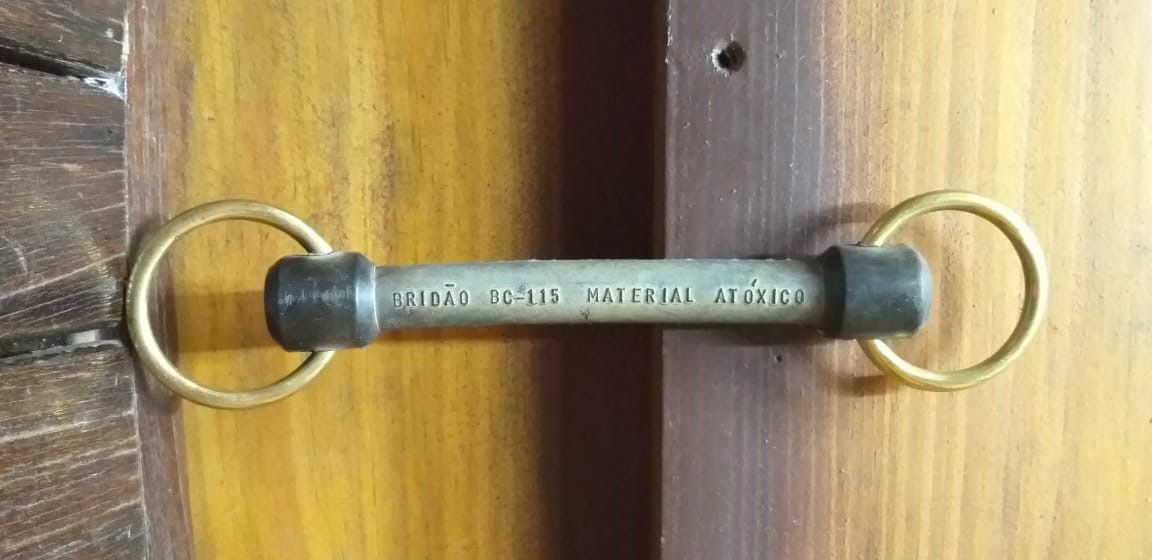 BRIDÃO BC-115 MATERIAL ATÓXICO